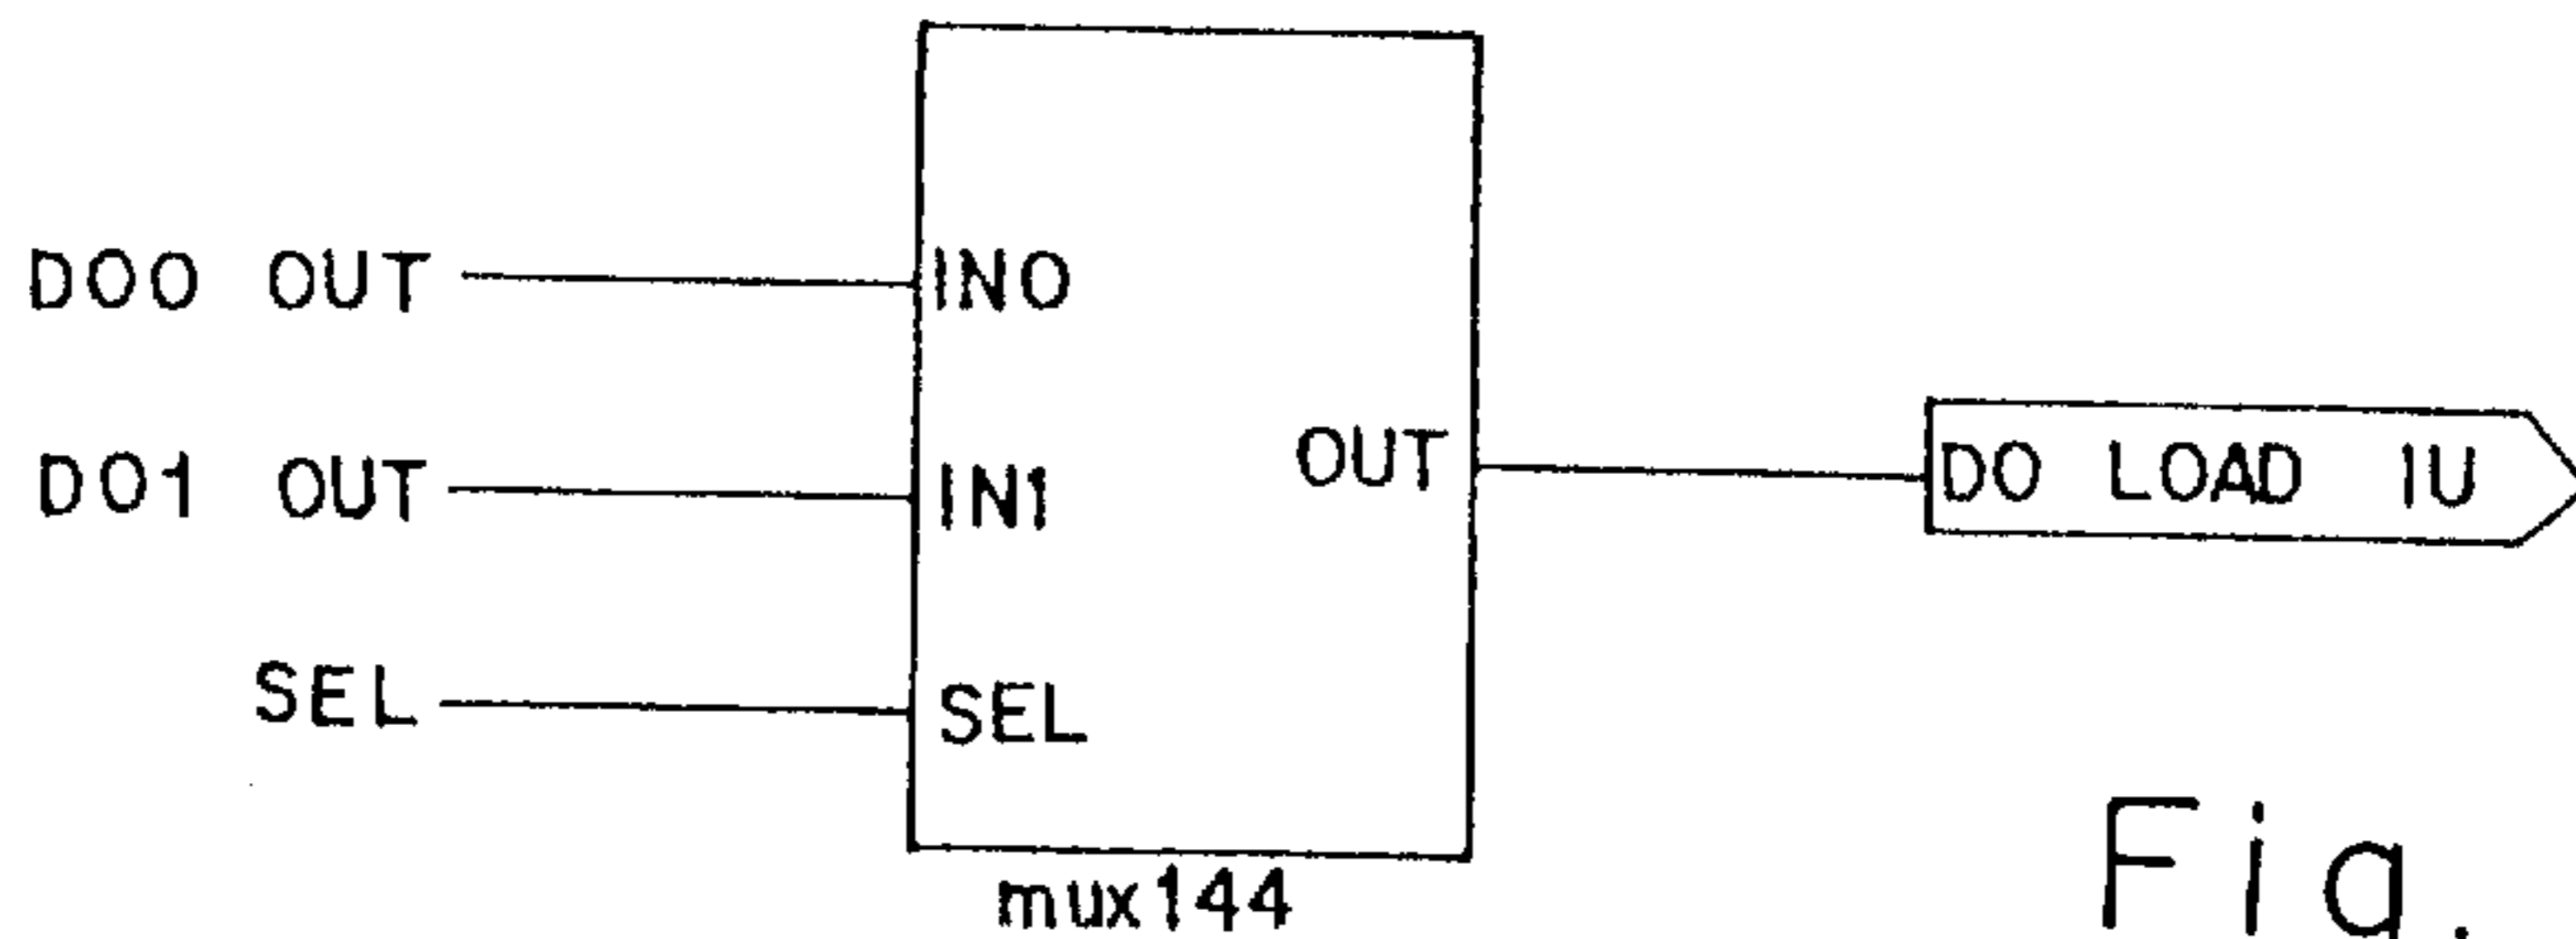 DO0 OUT
IN0
DO1 OUT
IN1
OUT
DO LOAD IU
SEL
SEL
mux144
Fig.